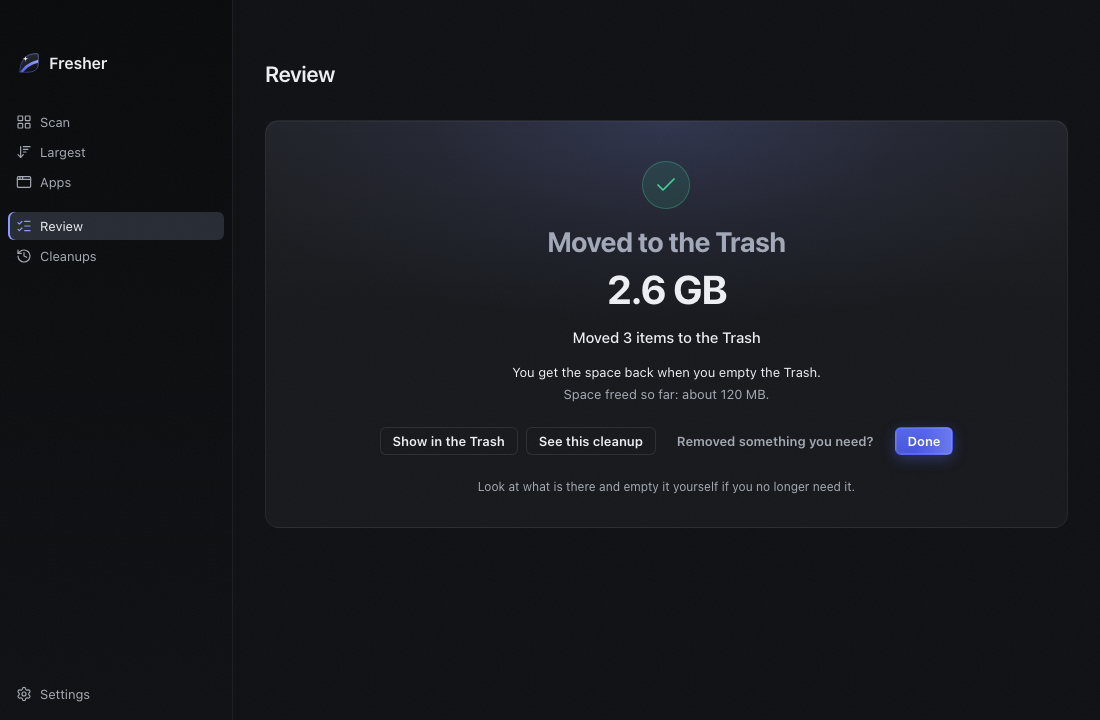 Fresher
Scan
Largest
Apps
Review
Cleanups
Settings
Review
Moved to the Trash
2.6 GB
Moved 3 items to the Trash
You get the space back when you empty the Trash.
Space freed so far: about 120 MB.
Show in the Trash
See this cleanup
Removed something you need?
Done
Look at what is there and empty it yourself if you no longer need it.